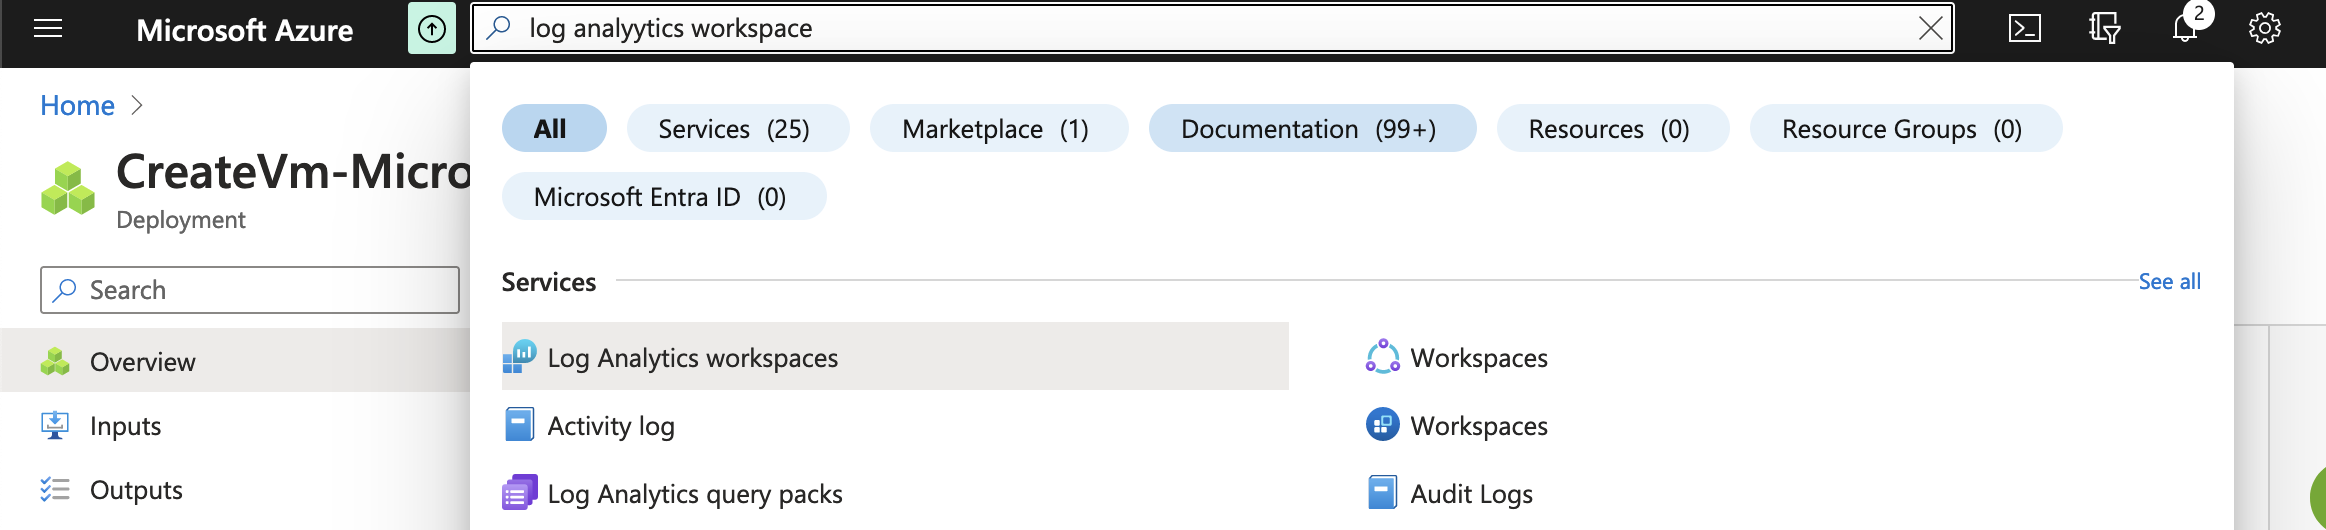 Microsoft Azure
log analyytics workspace
2
Home
CreateVm-Micro
Deployment
Search
Overview
Inputs
Outputs
All
Services (25)
Marketplace (1)
Documentation (99+)
Resources (0)
Resource Groups (0)
Microsoft Entra ID (0)
Services
See all
Log Analytics workspaces
Workspaces
Activity log
Workspaces
Log Analytics query packs
Audit Logs